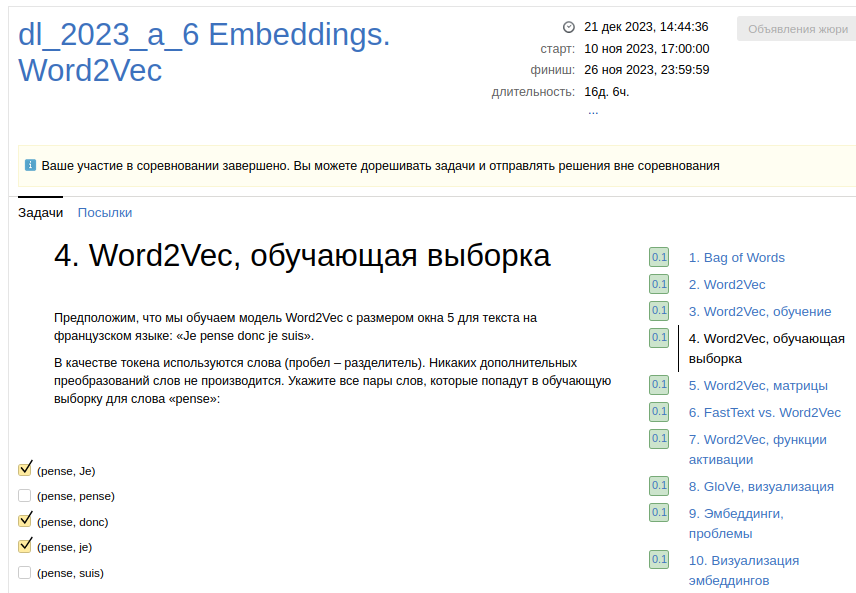 dl_2023_a_6 Embeddings.
Word2Vec
21 дек 2023, 14:44:36
старт: 10 ноя 2023, 17:00:00
финиш: 26 ноя 2023, 23:59:59
длительность: 16д. 6ч.
...
Объявления жюри
Ваше участие в соревновании завершено. Вы можете дорешивать задачи и отправлять решения вне соревнования
Задачи Посылки
4. Word2Vec, обучающая выборка
Предположим, что мы обучаем модель Word2Vec с размером окна 5 для текста на
французском языке: «Je pense donc je suis».
В качестве токена используются слова (пробел – разделитель). Никаких дополнительных
преобразований слов не производится. Укажите все пары слов, которые попадут в обучающую
выборку для слова «pense»:
(pense, Je)
(pense, pense)
(pense, donc)
(pense, je)
(pense, suis)
0.1 1. Bag of Words
0.1 2. Word2Vec
0.1 3. Word2Vec, обучение
0.1 4. Word2Vec, обучающая
выборка
0.1 5. Word2Vec, матрицы
0.1 6. FastText vs. Word2Vec
0.1 7. Word2Vec, функции
активации
0.1 8. GloVe, визуализация
0.1 9. Эмбеддинги,
проблемы
0.1 10. Визуализация
эмбеддингов